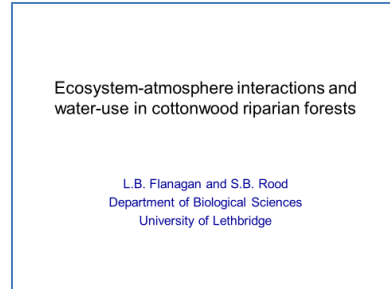 Ecosystem-atmosphere interactions and
water-use in cottonwood riparian forests
L.B. Flanagan and S.B. Rood
Department of Biological Sciences
University of Lethbridge